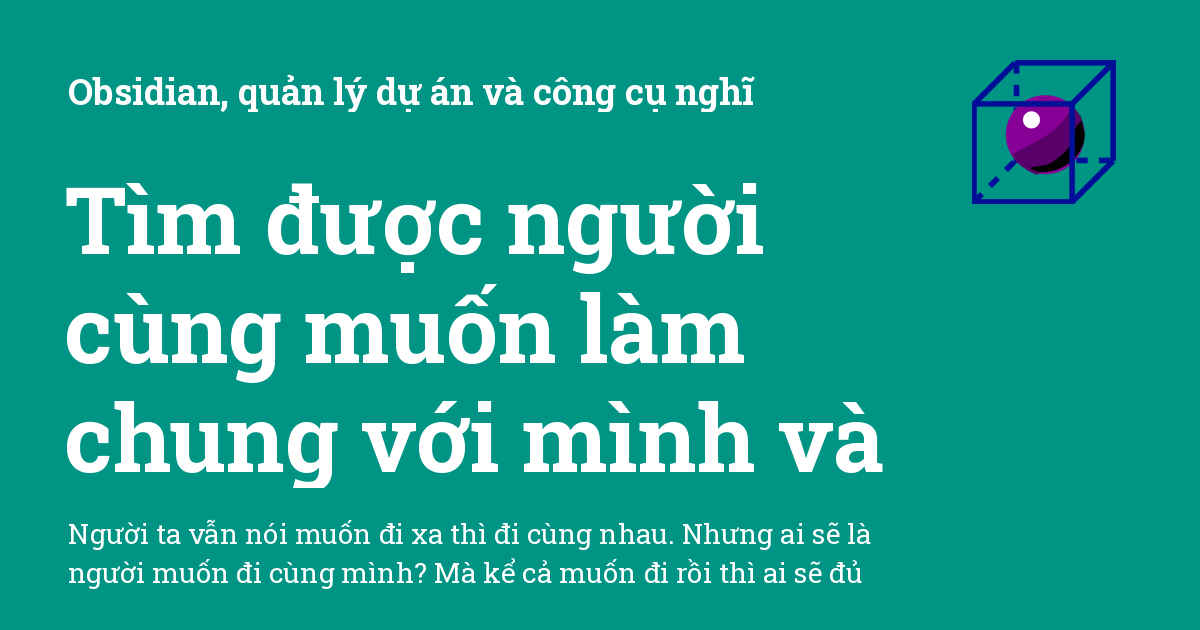 Obsidian, quản lý dự án và công cụ nghĩ
Tìm được người
cùng muốn làm
chung với mình và
Người ta vẫn nói muốn đi xa thì đi cùng nhau. Nhưng ai sẽ là
người muốn đi cùng mình? Mà kể cả muốn đi rồi thì ai sẽ đủ